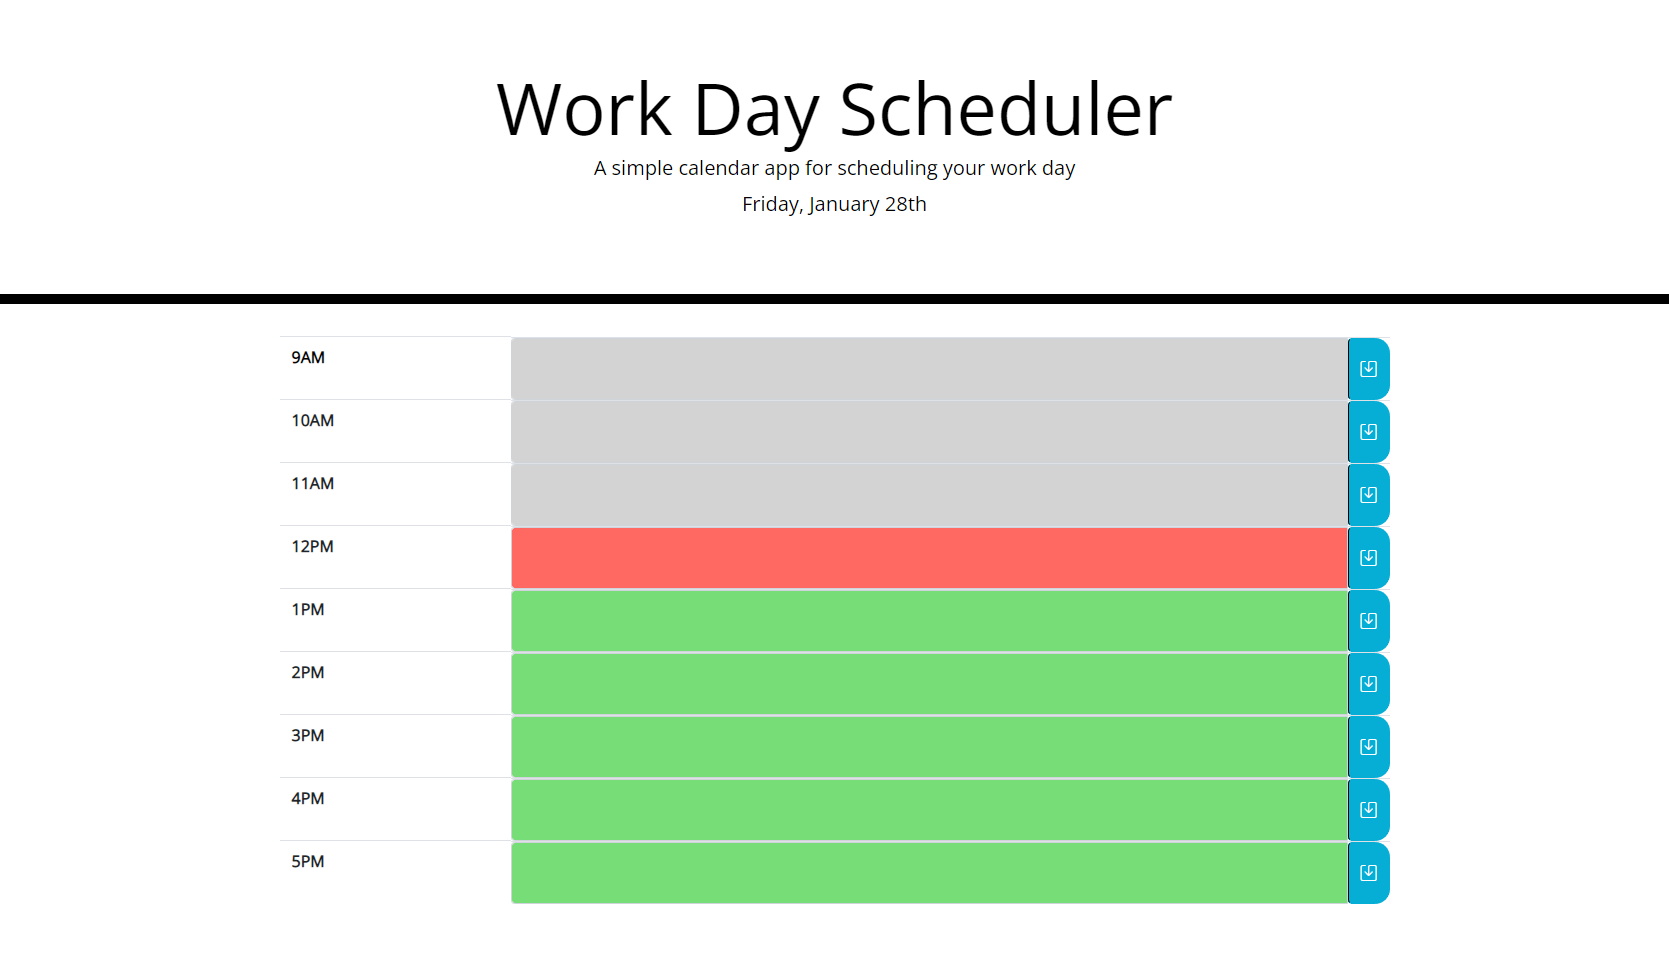 Work Day Scheduler
A simple calendar app for scheduling your work day
Friday, January 28th
9AM
10AM
11AM
12PM
1PM
2PM
3PM
4PM
5PM